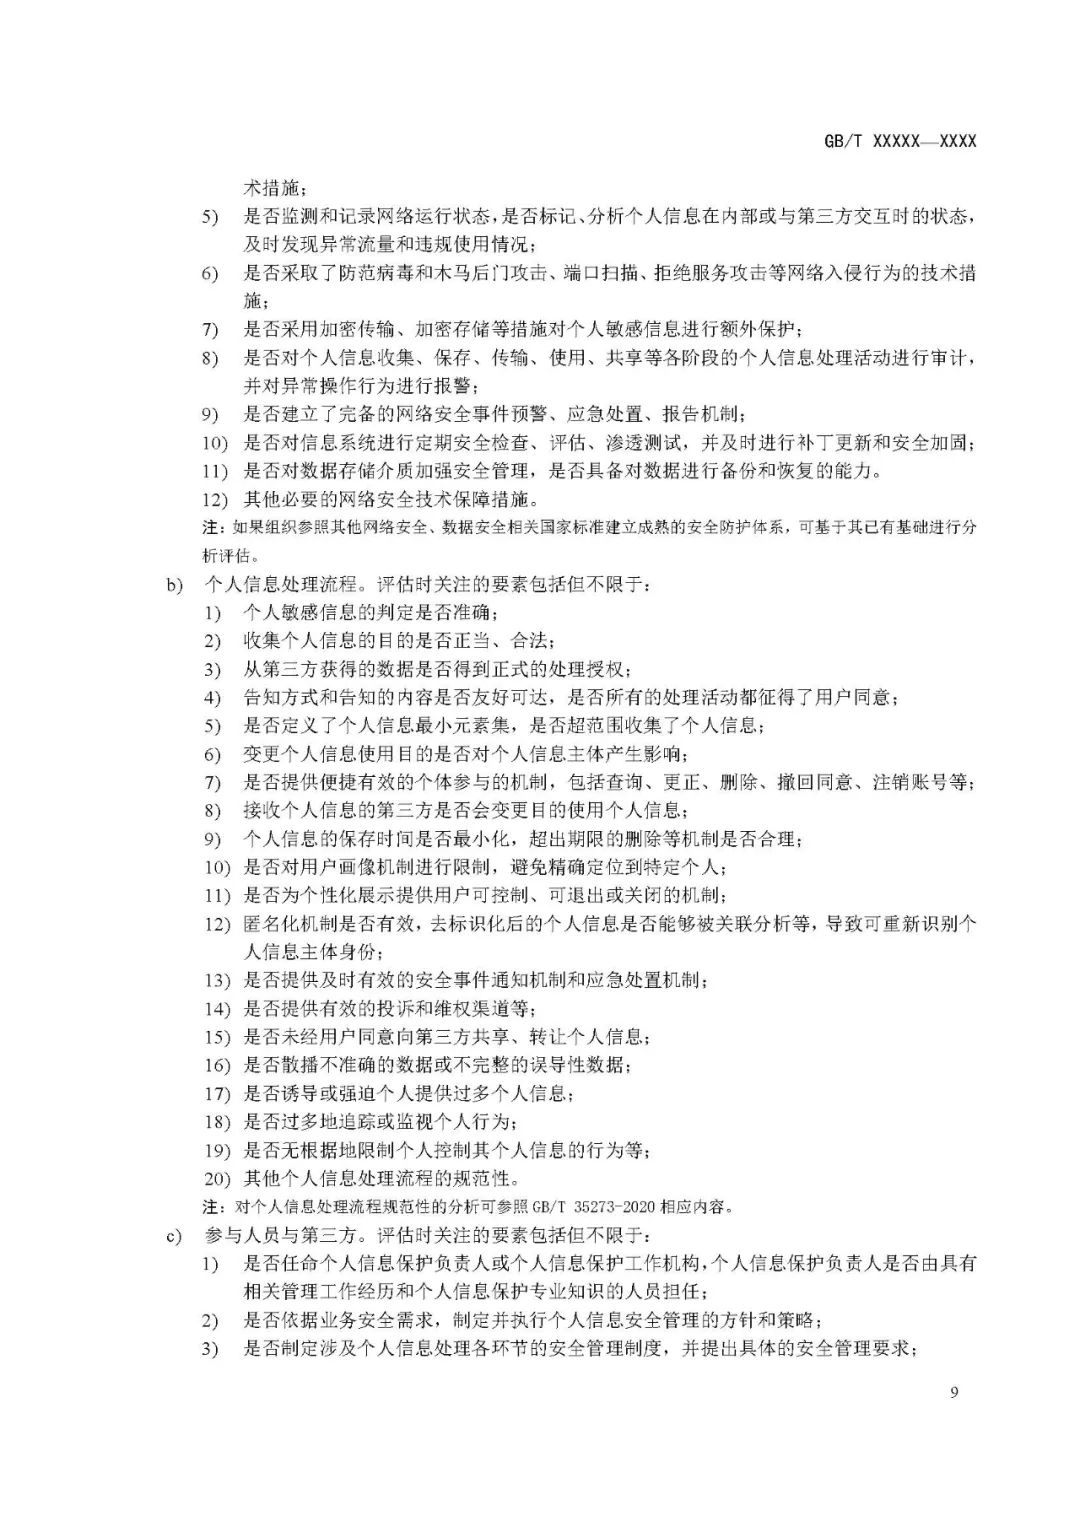 GB/T XXXXX—XXXX
术措施；
5) 是否监测和记录网络运行状态，是否标记、分析个人信息在内部或与第三方交互时的状态，
及时发现异常流量和违规使用情况；
6) 是否采取了防范病毒和木马后门攻击、端口扫描、拒绝服务攻击等网络入侵行为的技术措
施；
7) 是否采用加密传输、加密存储等措施对个人敏感信息进行额外保护；
8) 是否对个人信息收集、保存、传输、使用、共享等各阶段的个人信息处理活动进行审计，
并对异常操作行为进行报警；
9) 是否建立了完备的网络安全事件预警、应急处置、报告机制；
10) 是否对信息系统进行定期安全检查、评估、渗透测试，并及时进行补丁更新和安全加固；
11) 是否对数据存储介质加强安全管理，是否具备对数据进行备份和恢复的能力。
12) 其他必要的网络安全技术保障措施。
注：如果组织参照其他网络安全、数据安全相关国家标准建立成熟的安全防护体系，可基于其已有基础进行分
析评估。
b) 个人信息处理流程。评估时关注的要素包括但不限于：
1) 个人敏感信息的判定是否准确；
2) 收集个人信息的目的是否正当、合法；
3) 从第三方获得的数据是否得到正式的处理授权；
4) 告知方式和告知的内容是否友好可达，是否所有的处理活动都征得了用户同意；
5) 是否定义了个人信息最小元素集，是否超范围收集了个人信息；
6) 变更个人信息使用目的是否对个人信息主体产生影响；
7) 是否提供便捷有效的个体参与的机制，包括查询、更正、删除、撤回同意、注销账号等；
8) 接收个人信息的第三方是否会变更目的使用个人信息；
9) 个人信息的保存时间是否最小化，超出期限的删除等机制是否合理；
10) 是否对用户画像机制进行限制，避免精确定位到特定个人；
11) 是否为个性化展示提供用户可控制、可退出或关闭的机制；
12) 匿名化机制是否有效，去标识化后的个人信息是否能够被关联分析等，导致可重新识别个
人信息主体身份；
13) 是否提供及时有效的安全事件通知机制和应急处置机制；
14) 是否提供有效的投诉和维权渠道等；
15) 是否未经用户同意向第三方共享、转让个人信息；
16) 是否散播不准确的数据或不完整的误导性数据；
17) 是否诱导或强迫个人提供过多个人信息；
18) 是否过多地追踪或监视个人行为；
19) 是否无根据地限制个人控制其个人信息的行为等；
20) 其他个人信息处理流程的规范性。
注：对个人信息处理流程规范性的分析可参照 GB/T 35273-2020 相应内容。
c) 参与人员与第三方。评估时关注的要素包括但不限于：
1) 是否任命个人信息保护负责人或个人信息保护工作机构，个人信息保护负责人是否由具有
相关管理工作经历和个人信息保护专业知识的人员担任；
2) 是否依据业务安全需求，制定并执行个人信息安全管理的方针和策略；
3) 是否制定涉及个人信息处理各环节的安全管理制度，并提出具体的安全管理要求；
9